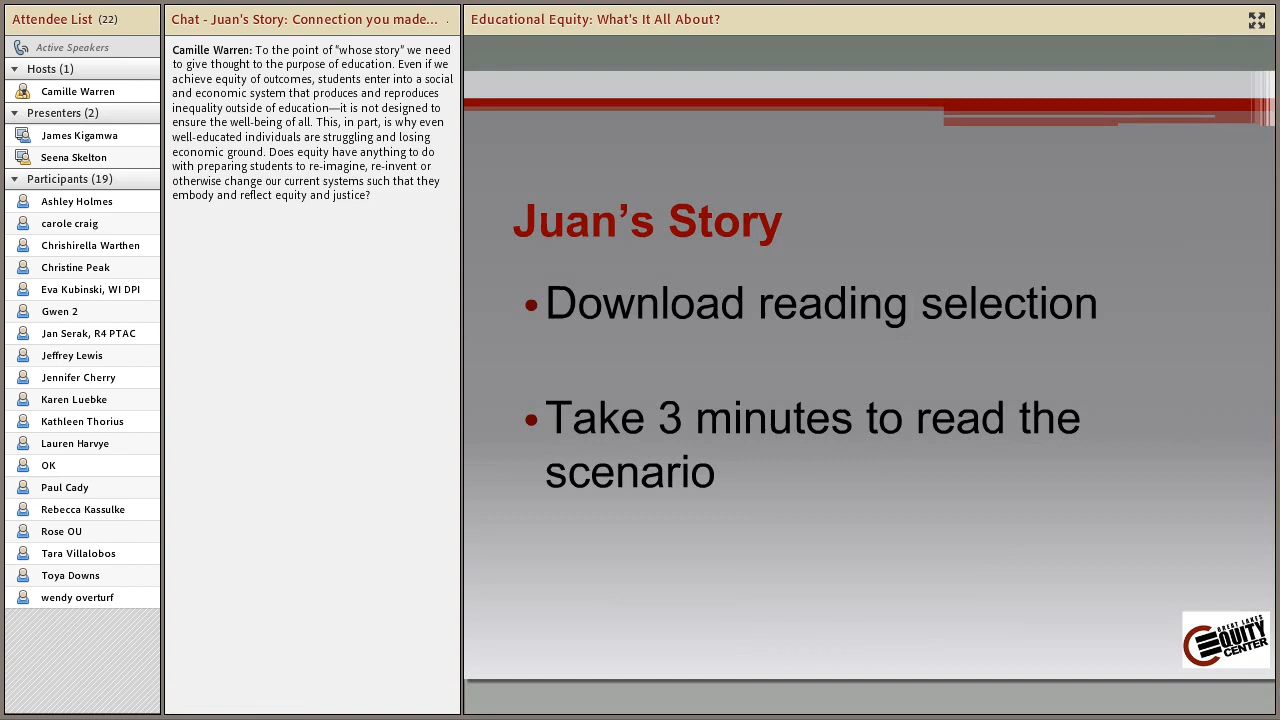 Attendee List (22)
Active Speakers
Hosts (1)
Camille Warren
Presenters (2)
James Kigamwa
Seena Skelton
Participants (19)
Ashley Holmes
carole craig
Chrishirella Warthen
Christine Peak
Eva Kubinski, WI DPI
Gwen 2
Jan Serak, R4 PTAC
Jeffrey Lewis
Jennifer Cherry
Karen Luebke
Kathleen Thorius
Lauren Harvye
OK
Paul Cady
Rebecca Kassulke
Rose OU
Tara Villalobos
Toya Downs
wendy overturf
Chat - Juan's Story: Connection you made...
Camille Warren: To the point of "whose story" we need
to give thought to the purpose of education. Even if we
achieve equity of outcomes, students enter into a social
and economic system that produces and reproduces
inequality outside of education—it is not designed to
ensure the well-being of all. This, in part, is why even
well-educated individuals are struggling and losing
economic ground. Does equity have anything to do
with preparing students to re-imagine, re-invent or
otherwise change our current systems such that they
embody and reflect equity and justice?
Educational Equity: What's It All About?
Juan’s Story
•Download reading selection
•Take 3 minutes to read the
scenario
GREAT LAKES
EQUITY
CENTER